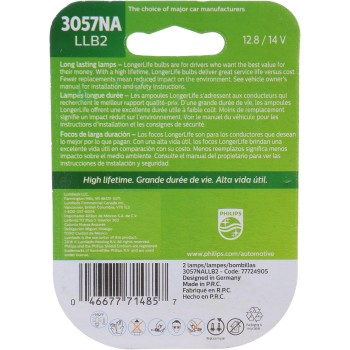 The choice of major car manufacturers
3057NA
LLB2
12.8 / 14 V
Long lasting lamps – LongerLife bulbs are for drivers who want the best value for
their money. With a high lifetime, LongerLife bulbs deliver great service life versus cost.
Fewer replacements mean reduced impact on the environment. See vehicle owner's
manual for installation and safety instructions.
Lampes longue durée – Les ampoules LongerLife s'adressent aux conducteurs qui
recherchent le meilleur rapport qualité-prix. D'une grande durée de vie, les ampoules
LongerLife offrent une excellente durée utile à faible coût. Moins de remplacement
signifie un impact réduit sur l'environnement. Voir le manuel du véhicule pour les
instructions d'installation et de sécurité.
Focos de larga duración – Los focos LongerLife son para los conductores que desean
lo mejor por lo que pagan. Con una alta vida útil, los focos LongerLife brindan una
excelente vida útil en comparación con su costo. Menos reemplazos significa menos
impacto sobre el medio ambiente. Consulte el manual del propietario para ver las
instrucciones de instalación y seguridad.
High lifetime. Grande durée de vie. Alta vida útil.
PHILIPS
www.philips.com/automotive
2 lamps/lampes/bombillas
3057NALLB2 - Code: 77724905
Designed in Germany
Made in P.R.C.
Fabriqué en R.P.C.
Hecho en P.R.C.
0 46677 71485 7